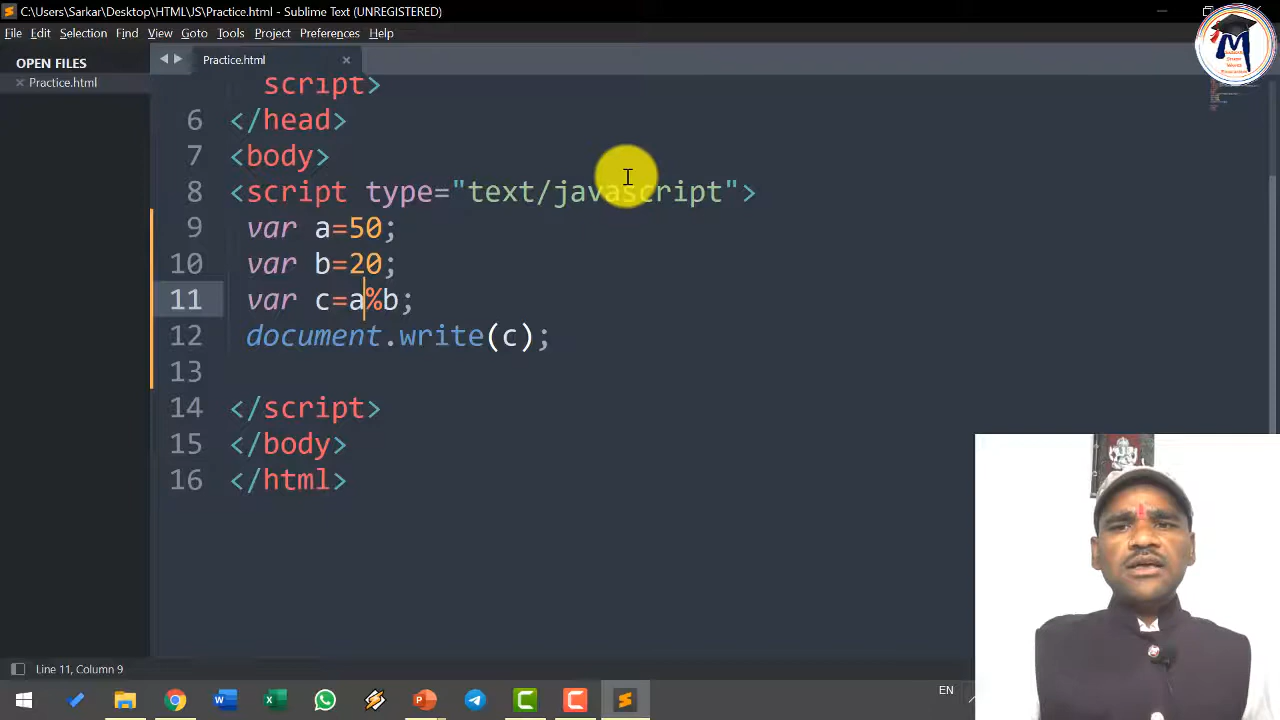 C:\Users\Sarkar\Desktop\HTML\JS\Practice.html - Sublime Text (UNREGISTERED)
File Edit Selection Find View Goto Tools Project Preferences Help
OPEN FILES
Practice.html
Practice.html
script>
6 </head>
7 <body>
8 <script type="text/javascript">
9 var a=50;
10 var b=20;
11 var c=a%b;
12 document.write(c);
13
14 </script>
15 </body>
16 </html>
Line 11, Column 9
EN